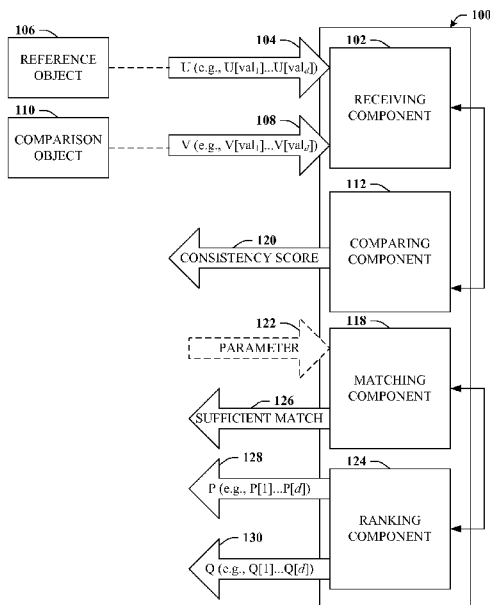 100
106
REFERENCE
OBJECT
104
U (e.g., U[val1]...U[vald])
102
RECEIVING
COMPONENT
110
COMPARISON
OBJECT
108
V (e.g., V[val1]...V[vald])
112
COMPARING
COMPONENT
120
CONSISTENCY SCORE
122
PARAMETER
118
MATCHING
COMPONENT
126
SUFFICIENT MATCH
128
P (e.g., P[1]...P[d])
124
RANKING
COMPONENT
130
Q (e.g., Q[1]...Q[d])